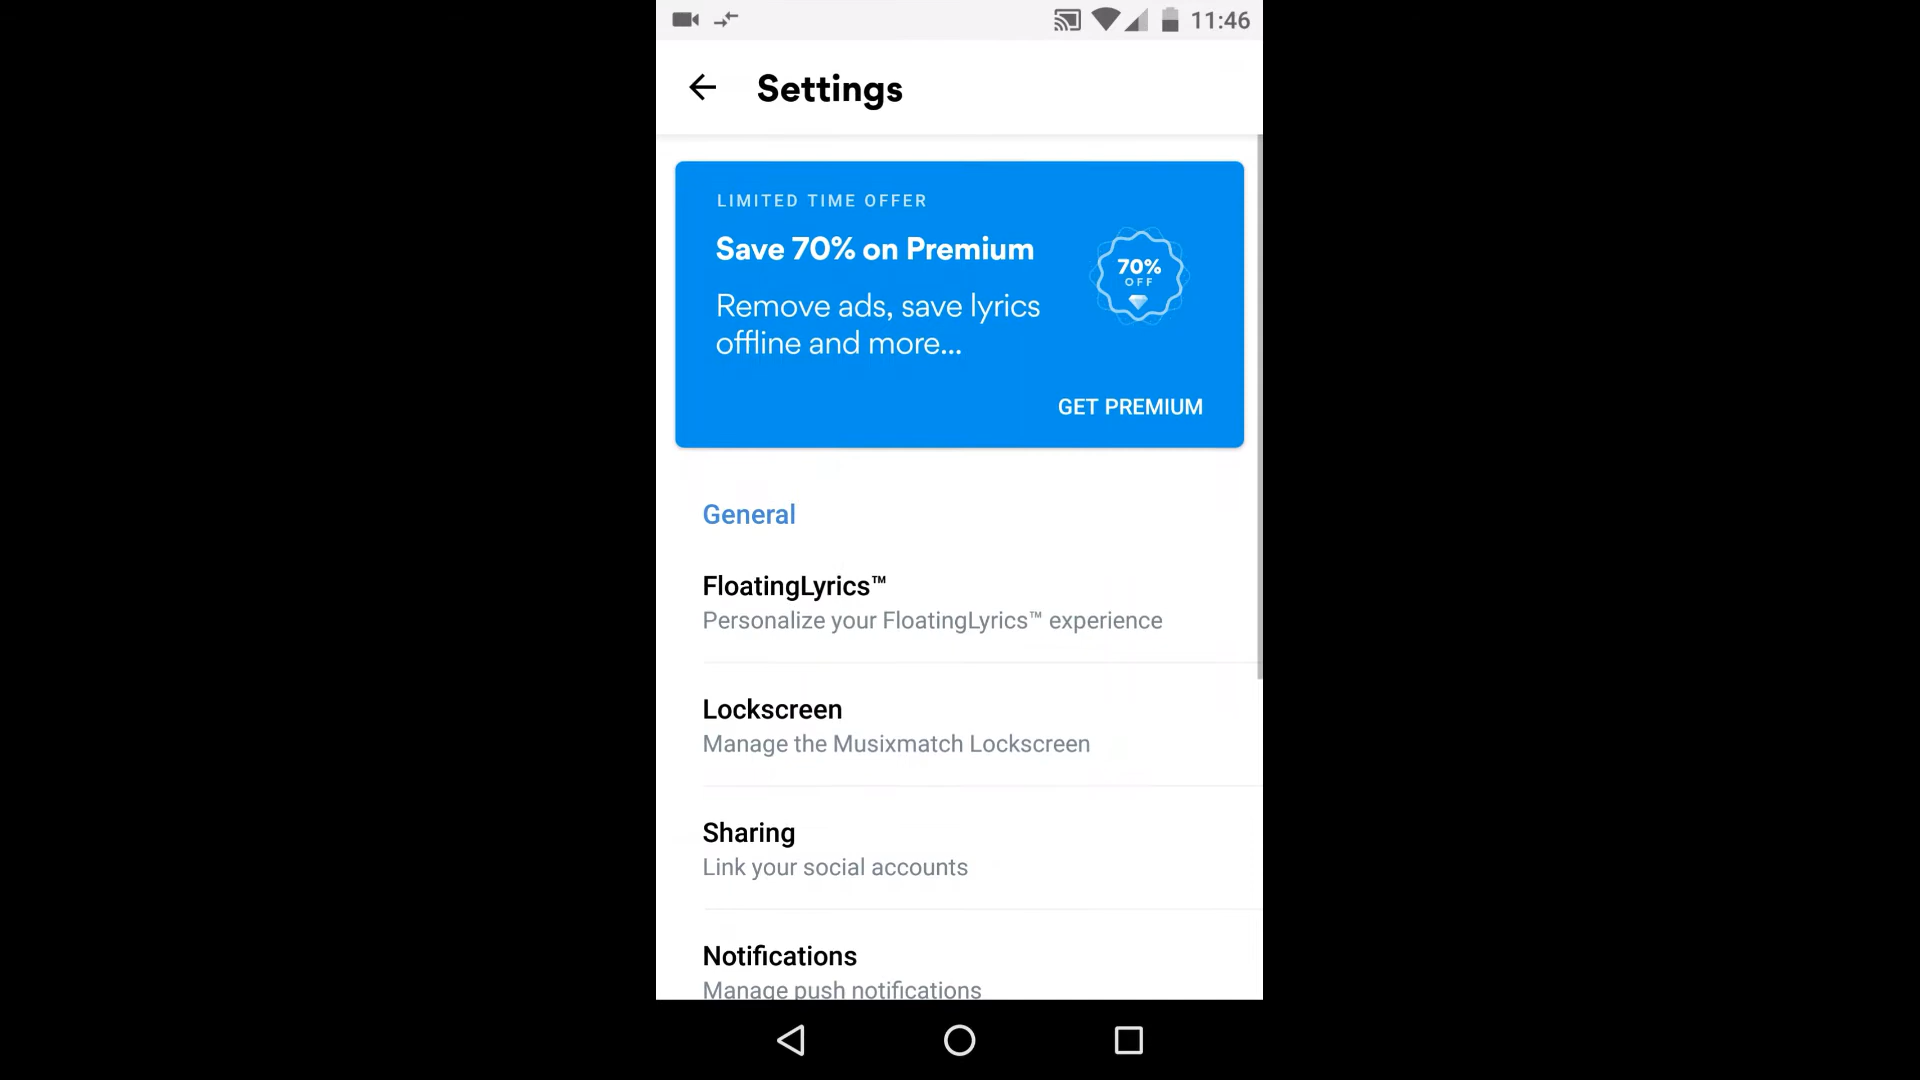 11:46
Settings
LIMITED TIME OFFER
Save 70% on Premium
70%
OFF
Remove ads, save lyrics
offline and more...
GET PREMIUM
General
FloatingLyrics™
Personalize your FloatingLyrics™ experience
Lockscreen
Manage the Musixmatch Lockscreen
Sharing
Link your social accounts
Notifications
Manage push notifications